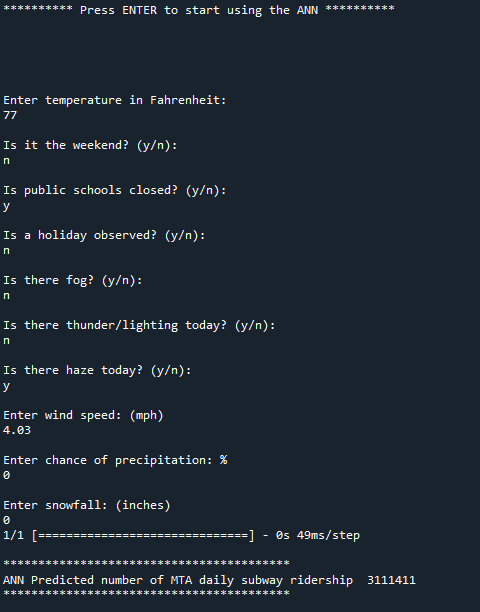 ********** Press ENTER to start using the ANN **********
Enter temperature in Fahrenheit:
77
Is it the weekend? (y/n):
n
Is public schools closed? (y/n):
y
Is a holiday observed? (y/n):
n
Is there fog? (y/n):
n
Is there thunder/lighting today? (y/n):
n
Is there haze today? (y/n):
y
Enter wind speed: (mph)
4.03
Enter chance of precipitation: %
0
Enter snowfall: (inches)
0
1/1 [==============================] - 0s 49ms/step
*****************************************
ANN Predicted number of MTA daily subway ridership  3111411
*****************************************